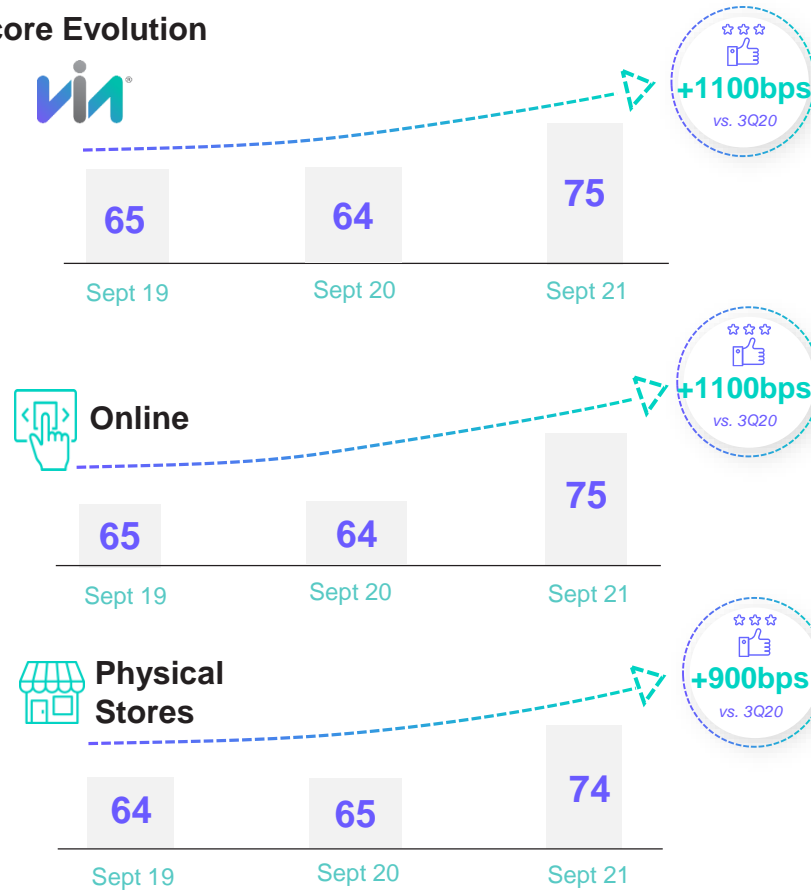 core Evolution
via®
+1100bps
vs. 3Q20
65
64
75
Sept 19
Sept 20
Sept 21
Online
+1100bps
vs. 3Q20
65
64
75
Sept 19
Sept 20
Sept 21
Physical
Stores
+900bps
vs. 3Q20
64
65
74
Sept 19
Sept 20
Sept 21